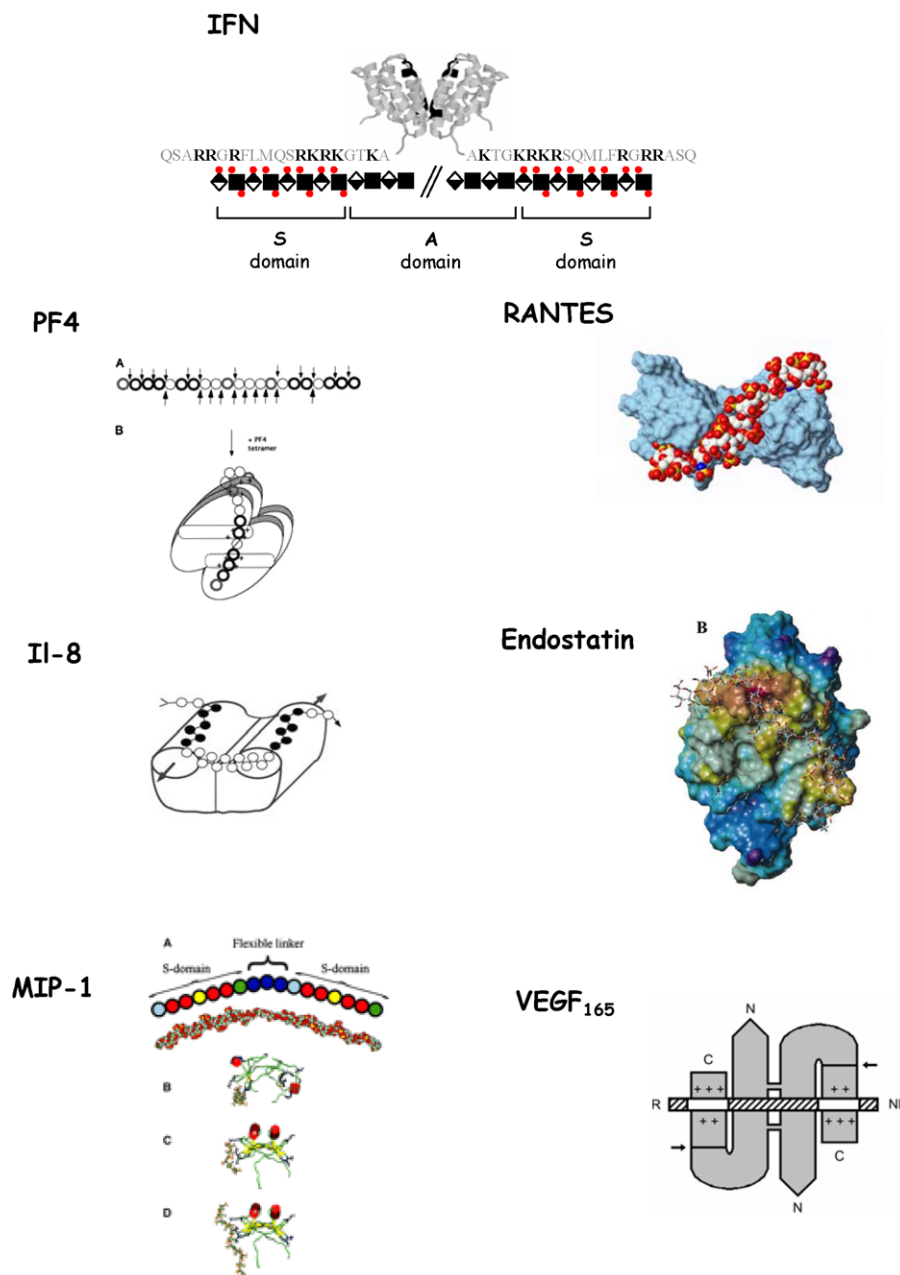 IFN
QSARRGRFLMQSRKRKGTKA AKTGKRKRSQMLFRGRRASQ
S domain
A domain
S domain
PF4
A
B
+ PF4
tetramer
RANTES
Il-8
Endostatin
B
MIP-1
A
Flexible linker
S-domain
S-domain
B
C
D
VEGF165
N
C
+ + +
+ +
R
NR
+ +
+ + +
C
N